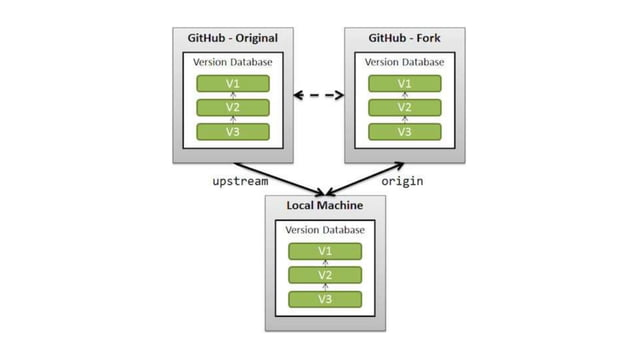 GitHub - Original
Version Database
V1
V2
V3
GitHub - Fork
Version Database
V1
V2
V3
upstream
origin
Local Machine
Version Database
V1
V2
V3